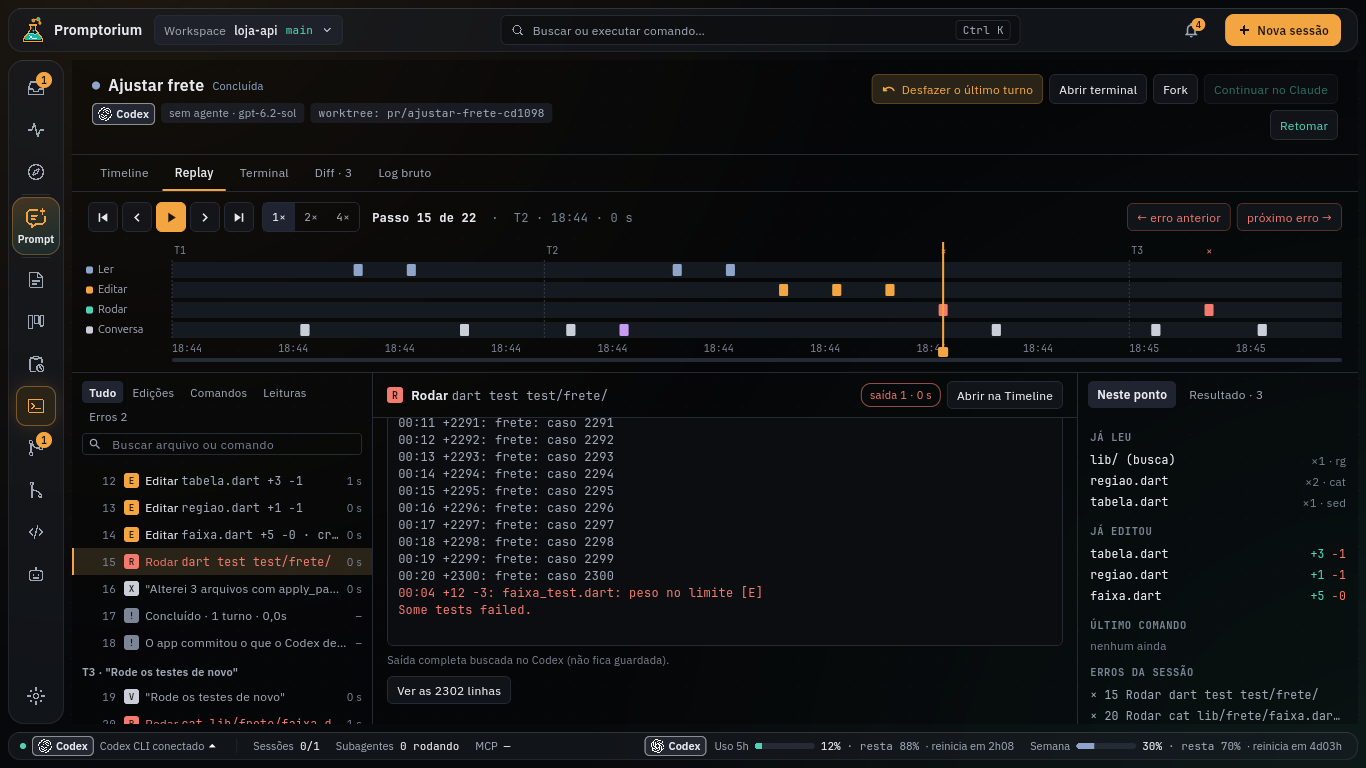 Promptorium
Workspace loja-api main
Buscar ou executar comando…
Ctrl K
4
+ Nova sessão
1
Prompt
1
Ajustar frete Concluída
Codex
sem agente · gpt-6.2-sol
worktree: pr/ajustar-frete-cd1098
Desfazer o último turno
Abrir terminal
Fork
Continuar no Claude
Retomar
Timeline
Replay
Terminal
Diff · 3
Log bruto
1×
2×
4×
Passo 15 de 22 · T2 · 18:44 · 0 s
← erro anterior
próximo erro →
T1
T2
T3
×
Ler
Editar
Rodar
Conversa
18:44
18:44
18:44
18:44
18:44
18:44
18:44
18:4
18:44
18:45
18:45
Tudo
Edições
Comandos
Leituras
Erros 2
Buscar arquivo ou comando
12 E Editar tabela.dart +3 -1 1 s
13 E Editar regiao.dart +1 -1 0 s
14 E Editar faixa.dart +5 -0 · cr… 0 s
15 R Rodar dart test test/frete/ 0 s
16 X "Alterei 3 arquivos com apply_pa… 0 s
17 ! Concluído · 1 turno · 0,0s –
18 ! O app commitou o que o Codex de… –
T3 · "Rode os testes de novo"
19 V "Rode os testes de novo" 0 s
20 R Rodar cat lib/frete/faixa.d 1 s
R Rodar dart test test/frete/
saída 1 · 0 s
Abrir na Timeline
00:11 +2291: frete: caso 2291
00:12 +2292: frete: caso 2292
00:13 +2293: frete: caso 2293
00:14 +2294: frete: caso 2294
00:15 +2295: frete: caso 2295
00:16 +2296: frete: caso 2296
00:17 +2297: frete: caso 2297
00:18 +2298: frete: caso 2298
00:19 +2299: frete: caso 2299
00:20 +2300: frete: caso 2300
00:04 +12 -3: faixa_test.dart: peso no limite [E]
Some tests failed.
Saída completa buscada no Codex (não fica guardada).
Ver as 2302 linhas
Neste ponto
Resultado · 3
JÁ LEU
lib/ (busca) ×1 · rg
regiao.dart ×2 · cat
tabela.dart ×1 · sed
JÁ EDITOU
tabela.dart +3 -1
regiao.dart +1 -1
faixa.dart +5 -0
ÚLTIMO COMANDO
nenhum ainda
ERROS DA SESSÃO
× 15 Rodar dart test test/frete/
× 20 Rodar cat lib/frete/faixa.dar…
Codex
Codex CLI conectado
Sessões 0/1
Subagentes 0 rodando
MCP –
Codex
Uso 5h 12% · resta 88% · reinicia em 2h08
Semana 30% · resta 70% · reinicia em 4d03h